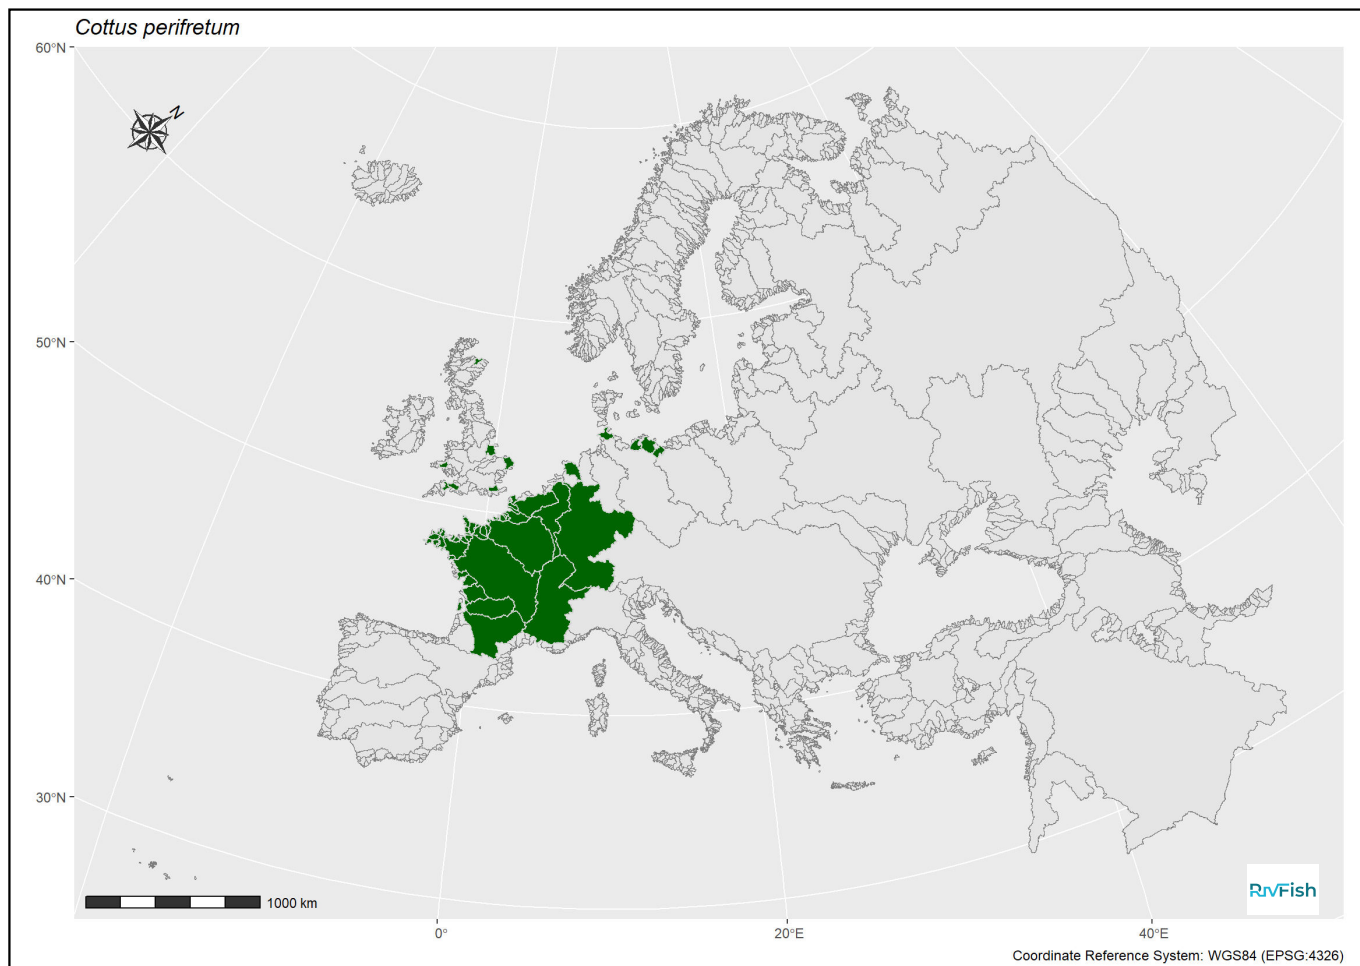 Cottus perifretum
60°N
N
50°N
40°N
30°N
1000 km
RivFish
0°
20°E
40°E
Coordinate Reference System: WGS84 (EPSG:4326)